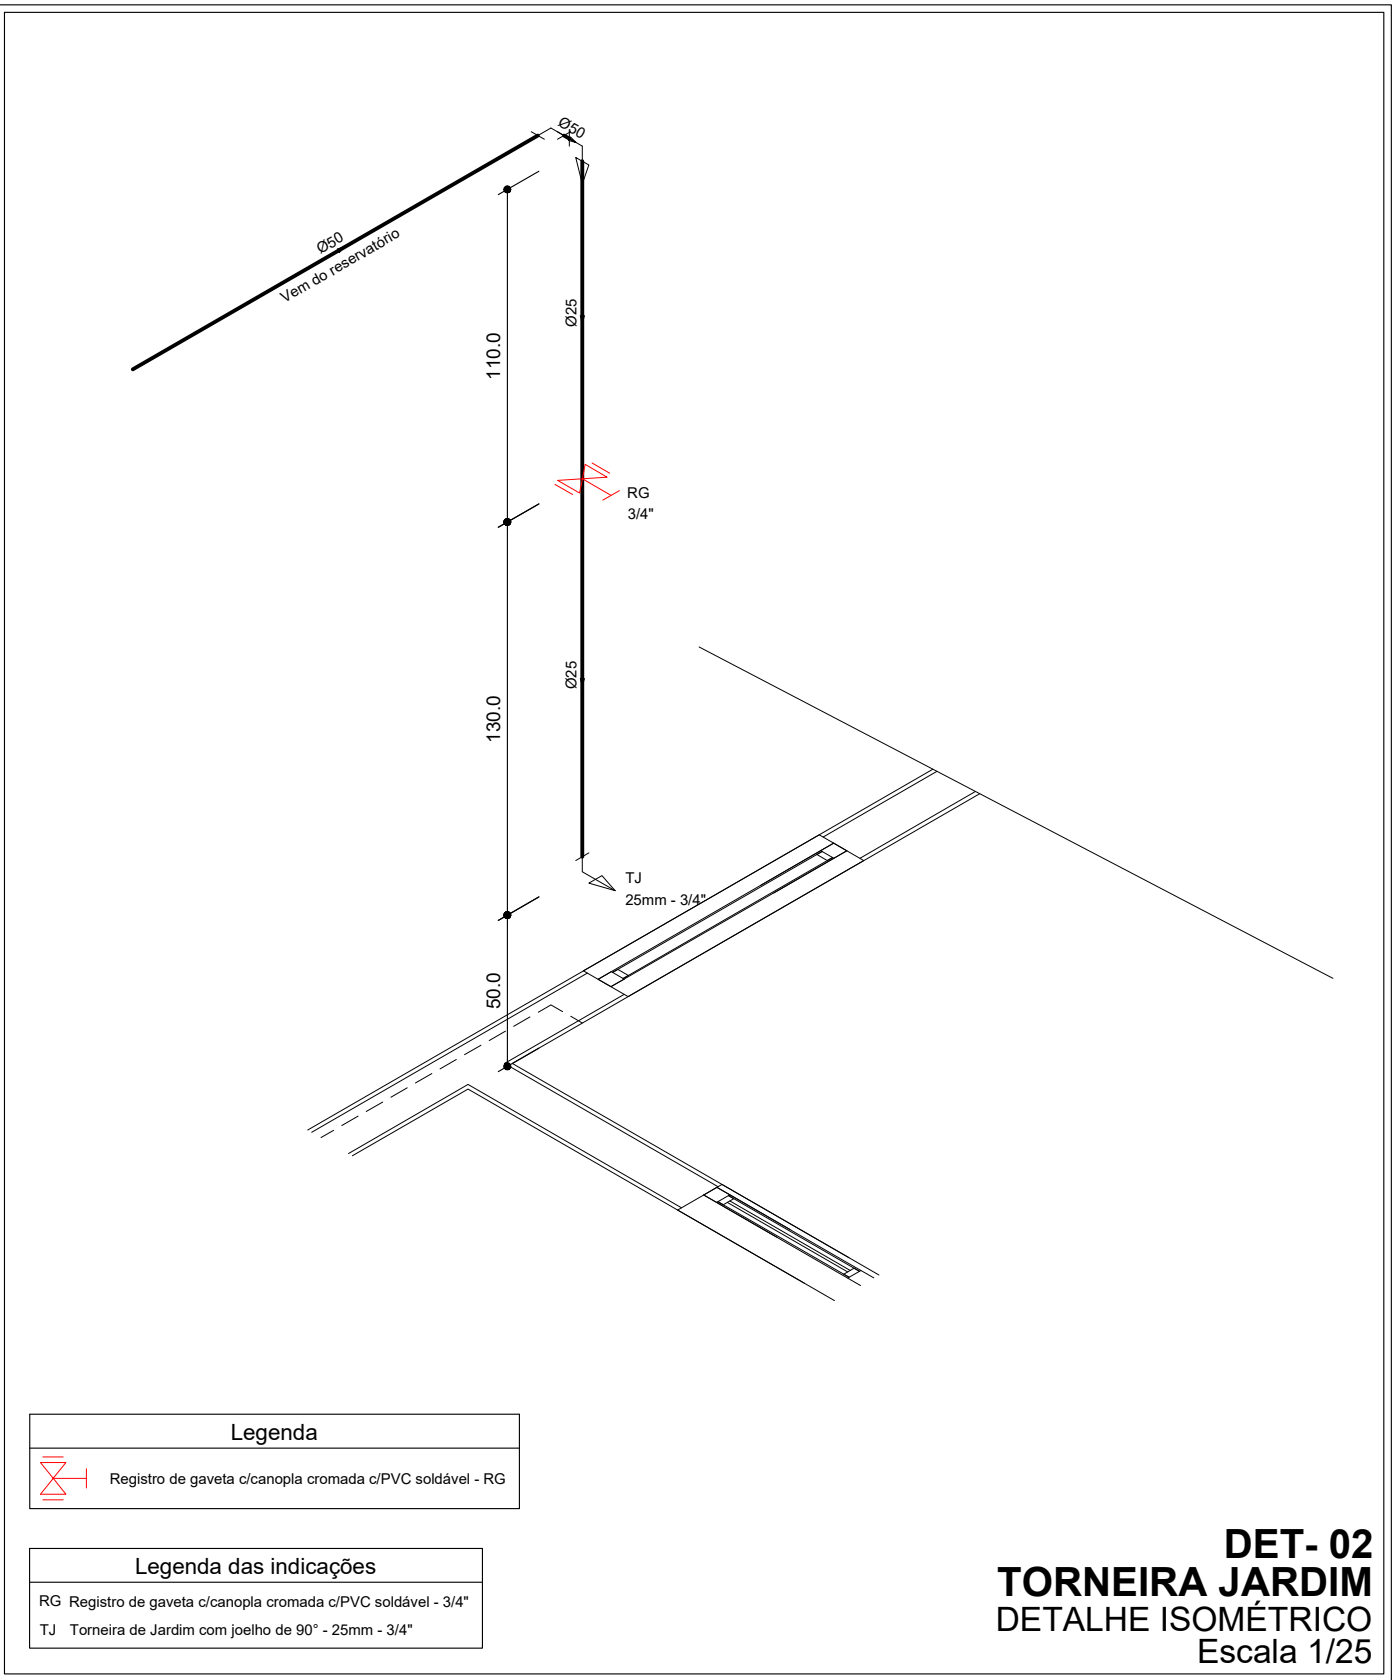 Ø50
Ø50
Vem do reservatório
Ø25
110.0
RG
3/4"
Ø25
130.0
TJ
25mm - 3/4"
50.0
Legenda
Registro de gaveta c/canopla cromada c/PVC soldável - RG
Legenda das indicações
RG Registro de gaveta c/canopla cromada c/PVC soldável - 3/4"
TJ Torneira de Jardim com joelho de 90° - 25mm - 3/4"
DET- 02
TORNEIRA JARDIM
DETALHE ISOMÉTRICO
Escala 1/25